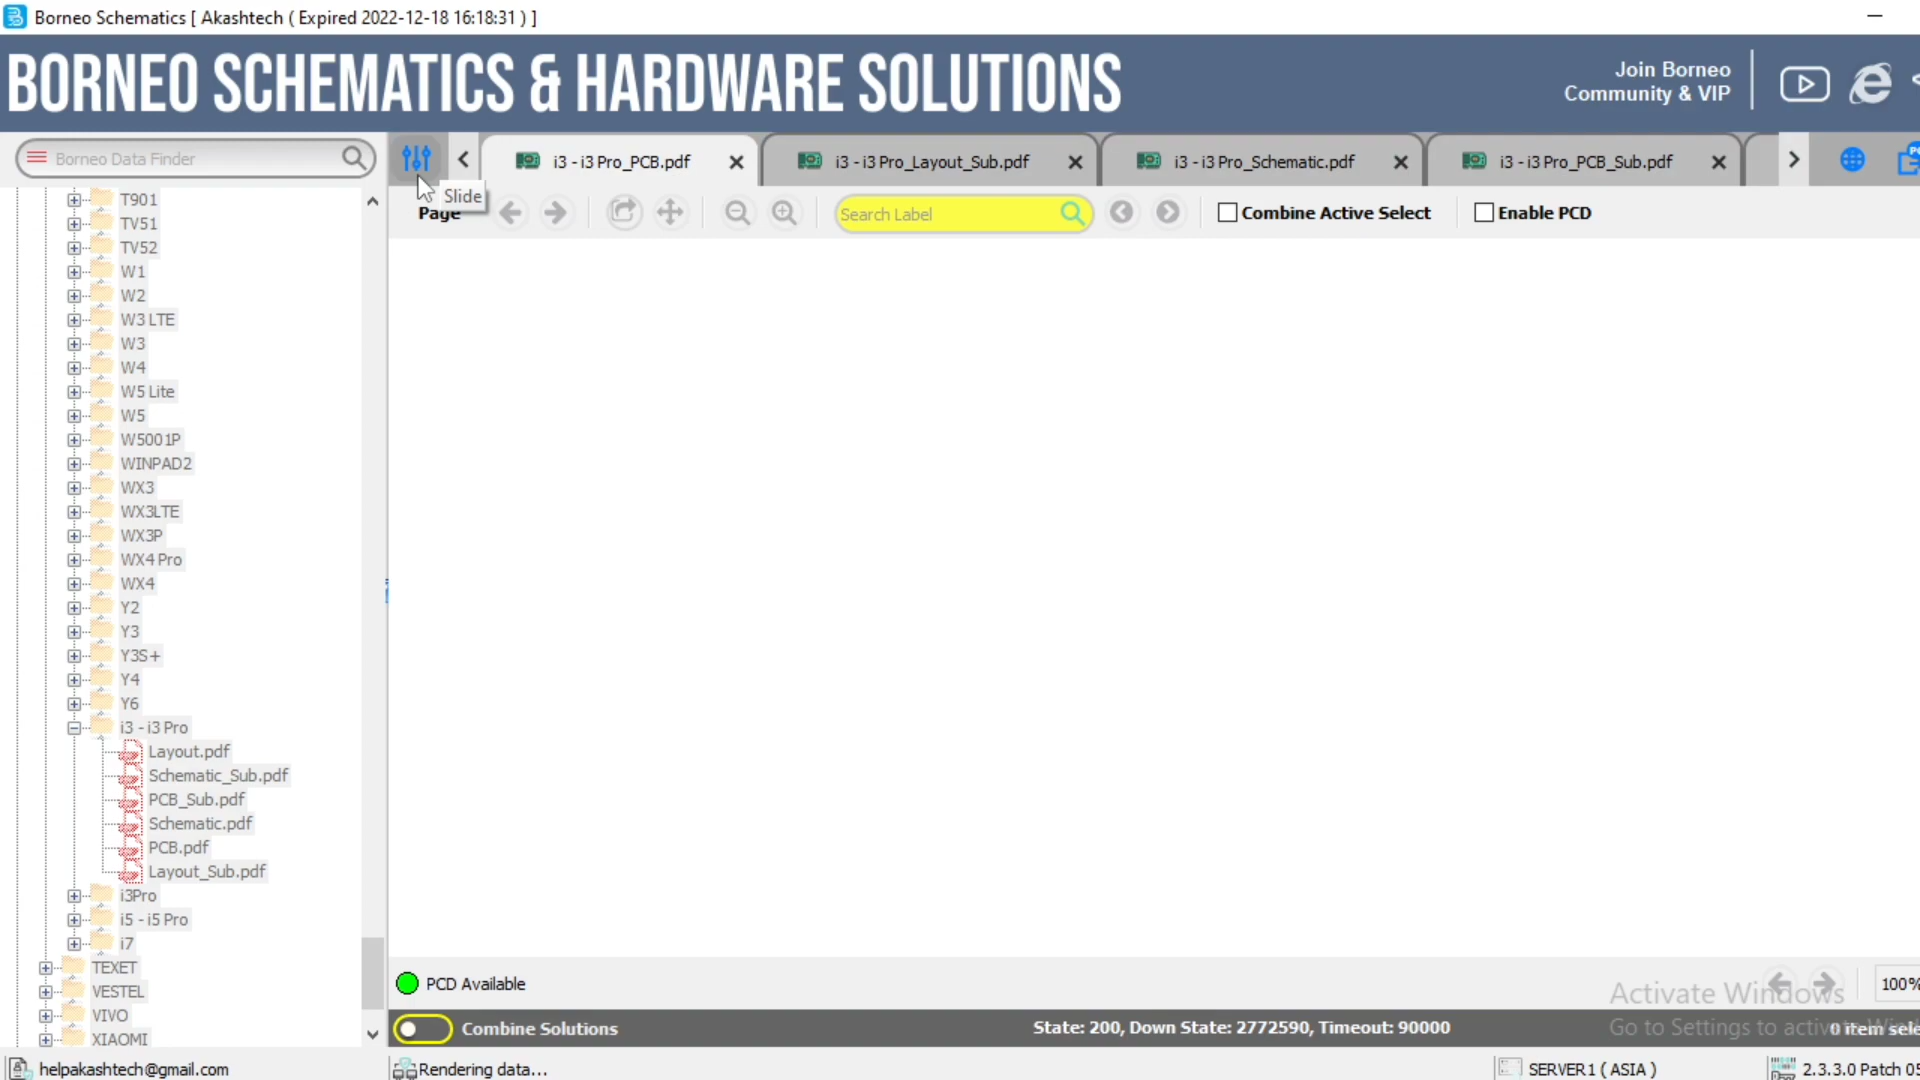 Borneo Schematics [ Akashtech ( Expired 2022-12-18 16:18:31 ) ]
BORNEO SCHEMATICS & HARDWARE SOLUTIONS
Join Borneo
Community & VIP
Borneo Data Finder
i3 - i3 Pro_PCB.pdf
i3 - i3 Pro_Layout_Sub.pdf
i3 - i3 Pro_Schematic.pdf
i3 - i3 Pro_PCB_Sub.pdf
Slide
Page
Search Label
Combine Active Select
Enable PCD
T901
TV51
TV52
W1
W2
W3 LTE
W3
W4
W5 Lite
W5
W5001P
WINPAD2
WX3
WX3LTE
WX3P
WX4 Pro
WX4
Y2
Y3
Y3S+
Y4
Y6
i3 - i3 Pro
Layout.pdf
Schematic_Sub.pdf
PCB_Sub.pdf
Schematic.pdf
PCB.pdf
Layout_Sub.pdf
i3Pro
i5 - i5 Pro
i7
TEXET
VESTEL
VIVO
XIAOMI
PCD Available
100%
Activate Windows
Go to Settings to activate
Combine Solutions
State: 200, Down State: 2772590, Timeout: 90000
0 item sele
helpakashtech@gmail.com
Rendering data...
SERVER1 ( ASIA )
2.3.3.0 Patch 05